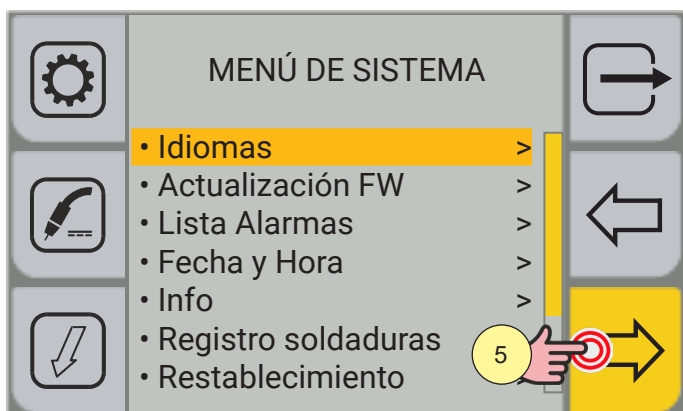 MENÚ DE SISTEMA
• Idiomas >
• Actualización FW >
• Lista Alarmas >
• Fecha y Hora >
• Info >
• Registro soldaduras
5
• Restablecimiento